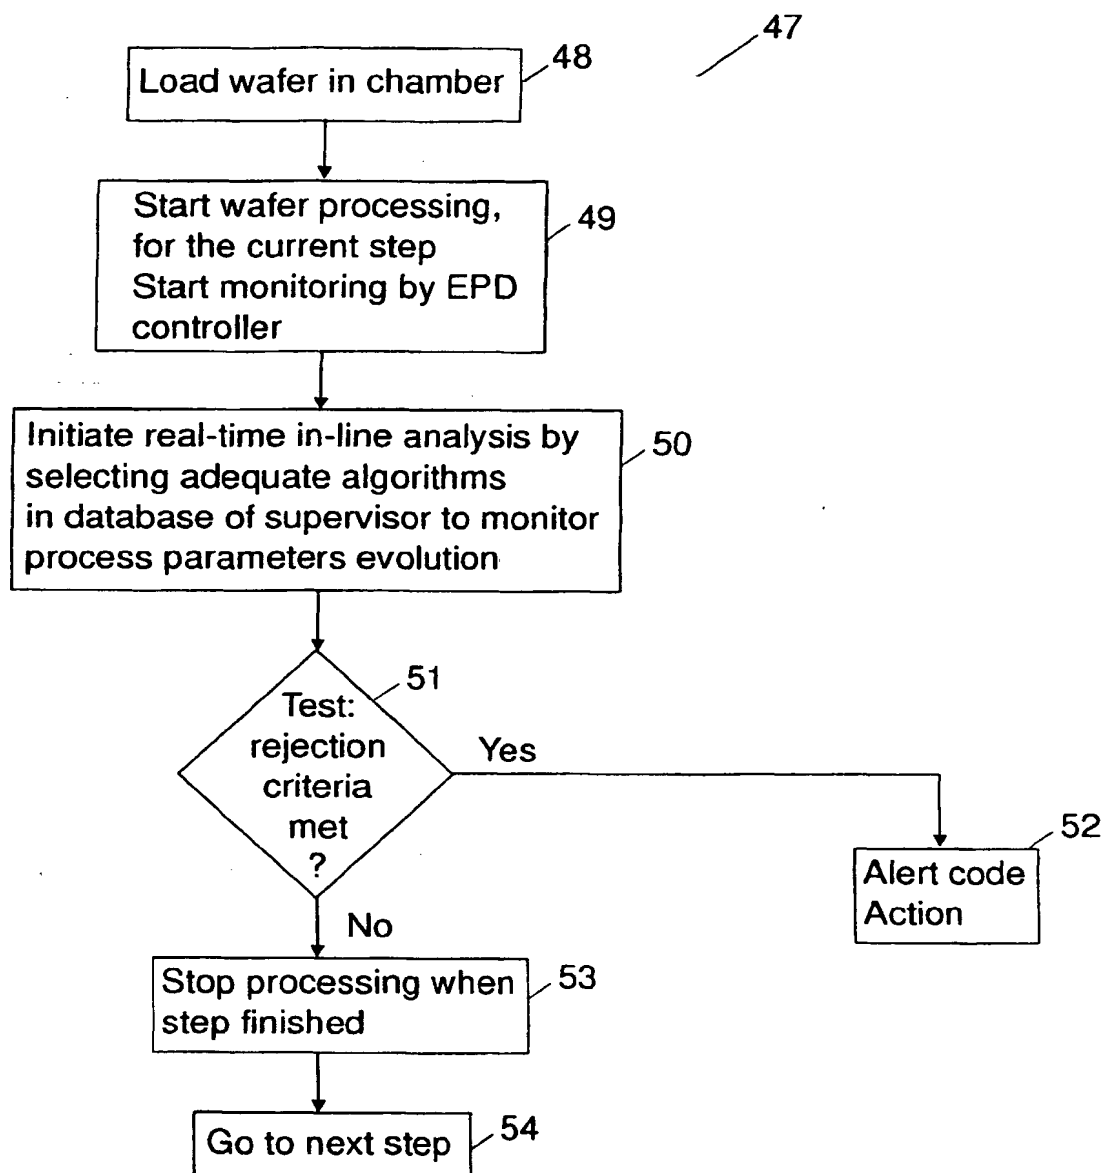 47
48
Load wafer in chamber
49
Start wafer processing,
for the current step
Start monitoring by EPD
controller
50
Initiate real-time in-line analysis by
selecting adequate algorithms
in database of supervisor to monitor
process parameters evolution
51
Test:
rejection
criteria
met
?
Yes
52
Alert code
Action
No
53
Stop processing when
step finished
54
Go to next step